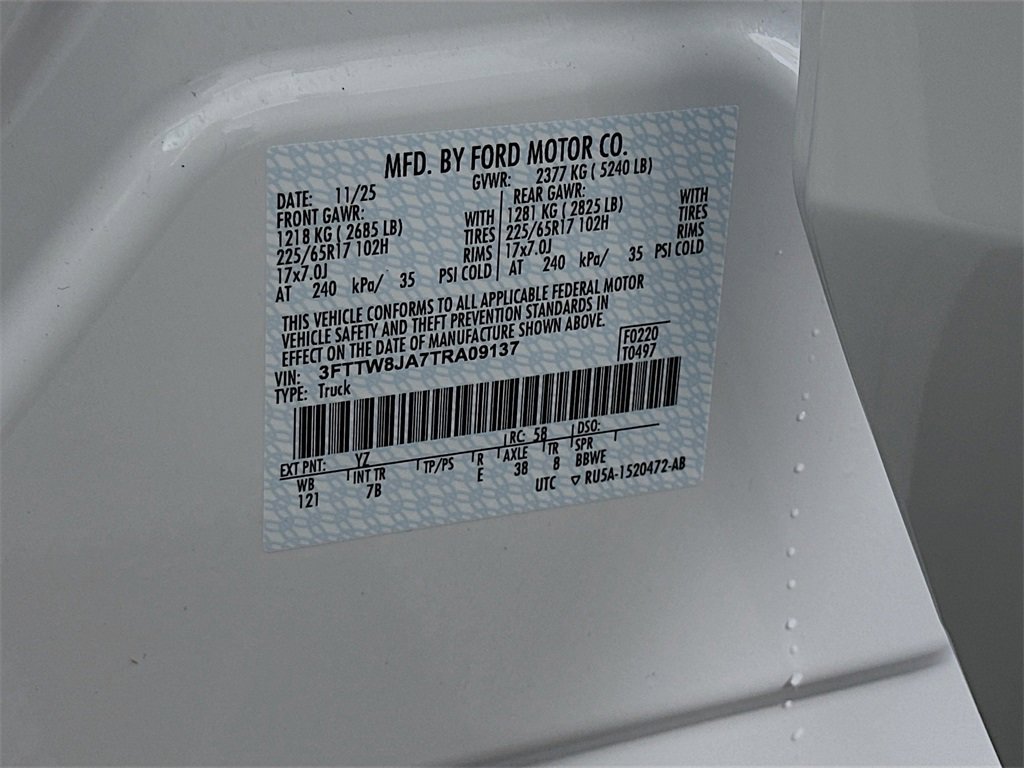 MFD. BY FORD MOTOR CO.
DATE: 11/25 GVWR: 2377 KG ( 5240 LB)
FRONT GAWR: REAR GAWR:
1218 KG ( 2685 LB) WITH 1281 KG ( 2825 LB) WITH
225/65R17 102H TIRES 225/65R17 102H TIRES
17x7.0J RIMS 17x7.0J RIMS
AT 240 kPa/ 35 PSI COLD AT 240 kPa/ 35 PSI COLD
THIS VEHICLE CONFORMS TO ALL APPLICABLE FEDERAL MOTOR
VEHICLE SAFETY AND THEFT PREVENTION STANDARDS IN
EFFECT ON THE DATE OF MANUFACTURE SHOWN ABOVE.
VIN: 3FTTW8JA7TRA09137 F0220
TYPE: Truck T0497
EXT PNT: YZ RC: 58 DSO:
WB INT TR TP/PS R AXLE TR SPR
121 7B E 38 8 BBWE
UTC ▽ RU5A-1520472-AB